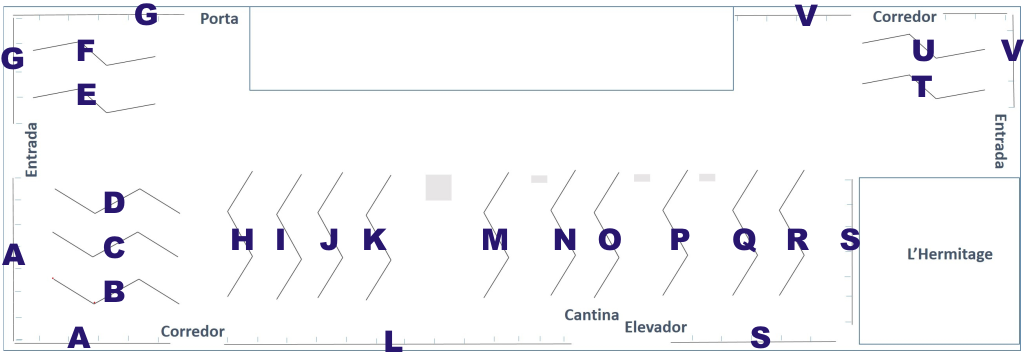 G
Porta
V
Corredor
G
F
U
V
E
T
Entrada
Entrada
D
H
I
J
K
M
N
O
P
Q
R
S
A
C
L'Hermitage
B
Cantina
Elevador
A
Corredor
L
S